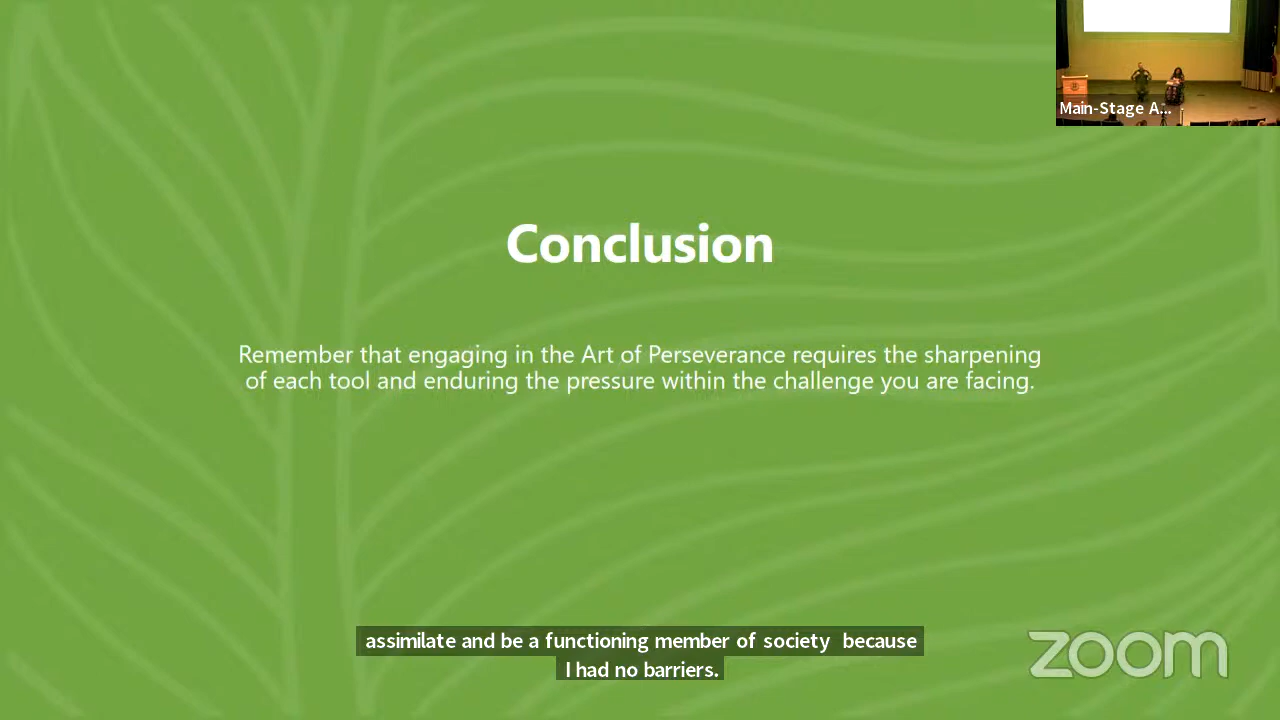 Main-Stage A...
Conclusion
Remember that engaging in the Art of Perseverance requires the sharpening
of each tool and enduring the pressure within the challenge you are facing.
assimilate and be a functioning member of society because
I had no barriers.
zoom